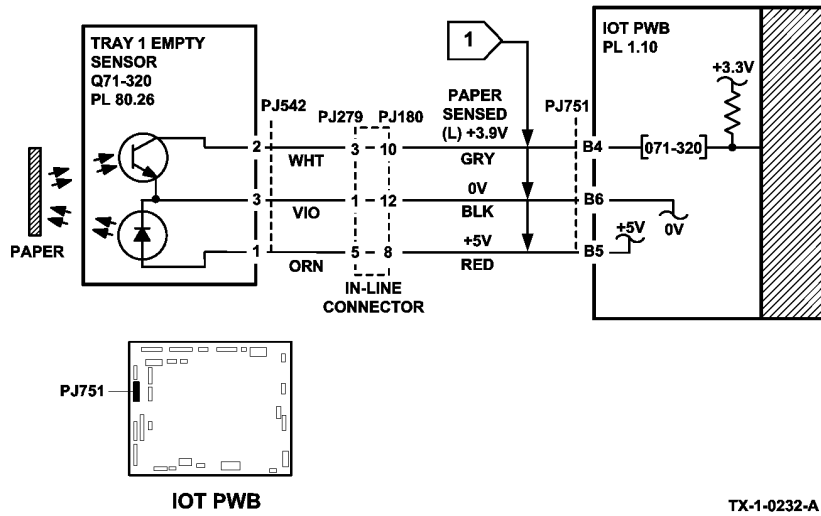 TRAY 1 EMPTY
SENSOR
Q71-320
PL 80.26
1
IOT PWB
PL 1.10
+3.3V
PJ542
PJ279 PJ180
PAPER
SENSED
(L) +3.9V
PJ751
2
WHT
3 10
GRY
B4
[071-320]
0V
3
VIO
1 12
BLK
B6
0V
+5V
1
ORN
5 8
RED
B5
+5V
PAPER
IN-LINE
CONNECTOR
PJ751
IOT PWB
TX-1-0232-A